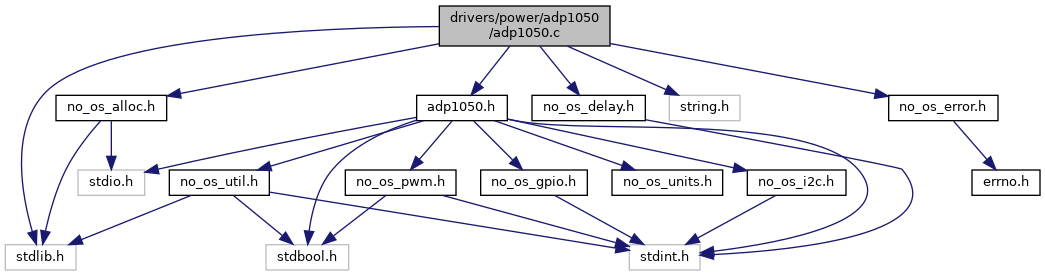 drivers/power/adp1050
/adp1050.c
no_os_alloc.h
adp1050.h
no_os_delay.h
string.h
no_os_error.h
stdio.h
no_os_util.h
no_os_pwm.h
no_os_gpio.h
no_os_units.h
no_os_i2c.h
errno.h
stdlib.h
stdbool.h
stdint.h